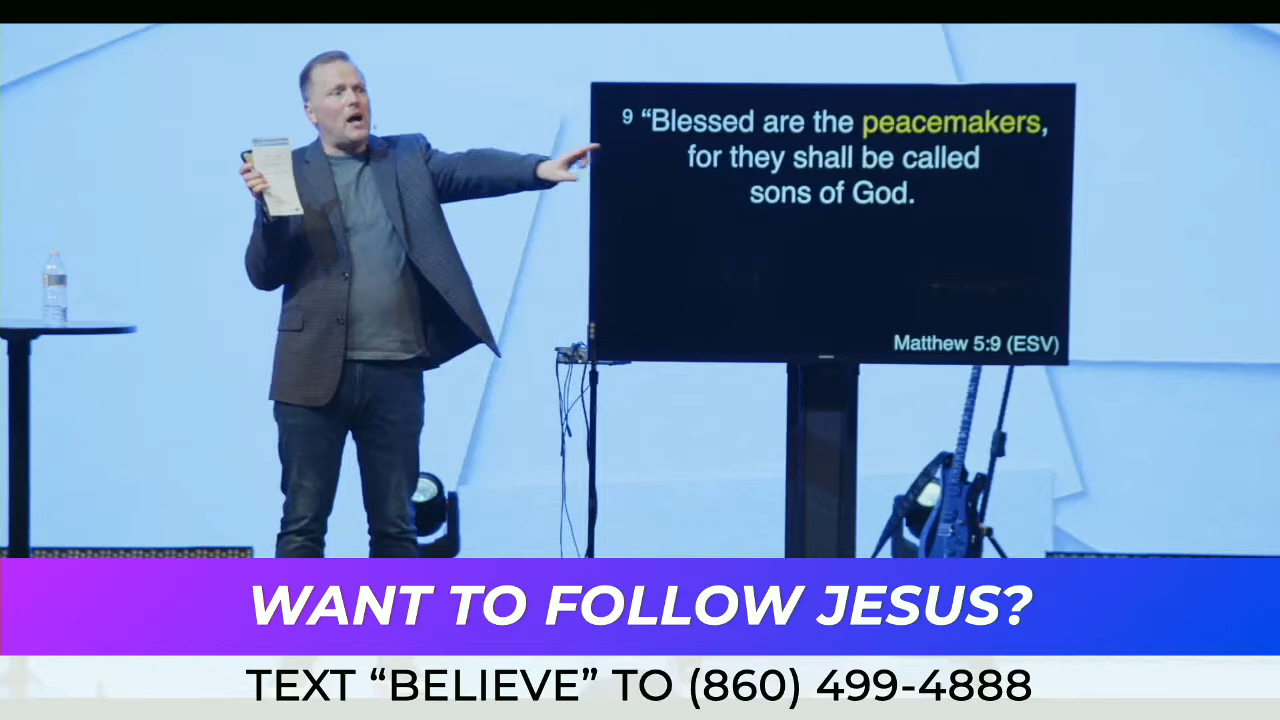 9 “Blessed are the peacemakers,
for they shall be called
sons of God.
Matthew 5:9 (ESV)
WANT TO FOLLOW JESUS?
TEXT “BELIEVE” TO (860) 499-4888